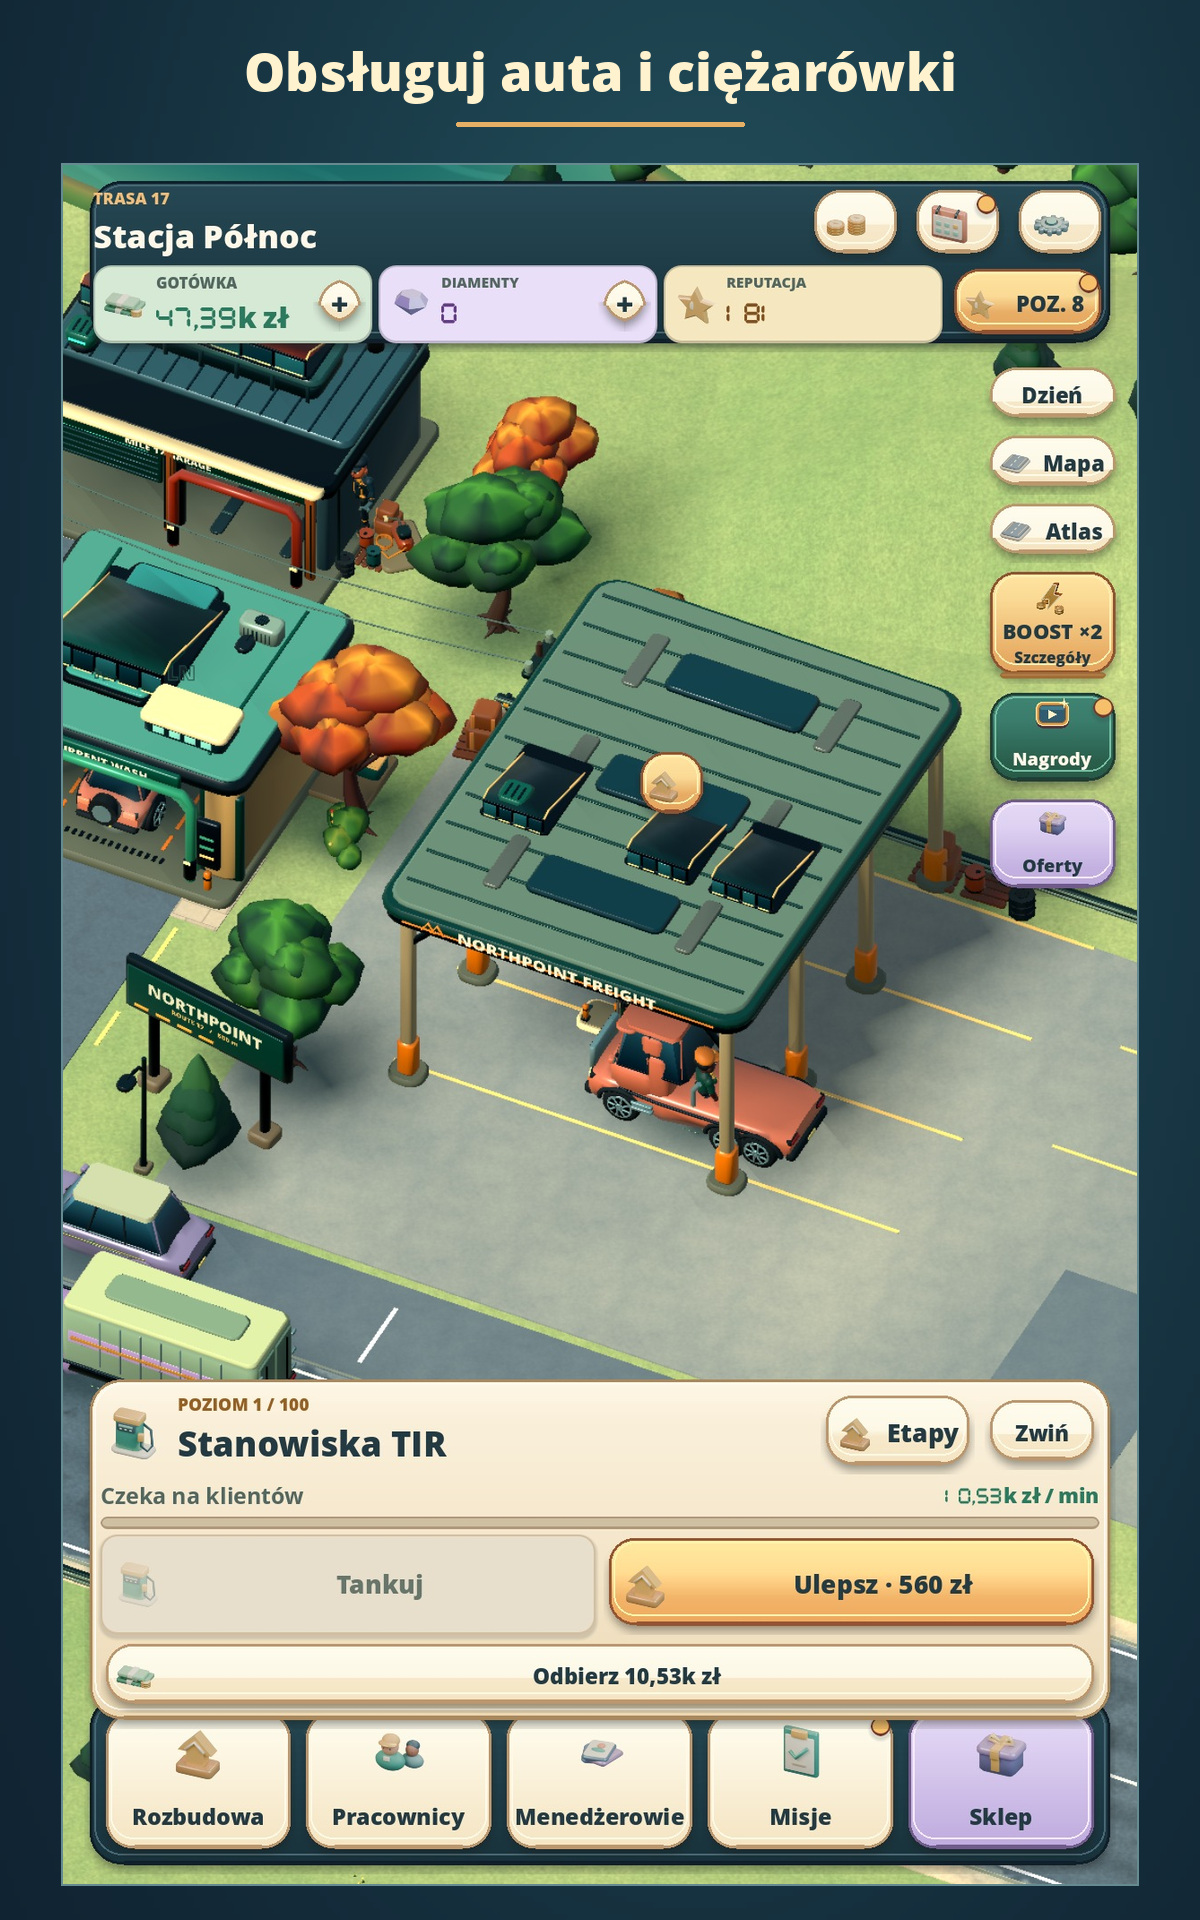 Obsługuj auta i ciężarówki
TRASA 17
Stacja Północ
GOTÓWKA
47,39k zł
+
DIAMENTY
0
+
REPUTACJA
181
POZ. 8
Dzień
Mapa
Atlas
BOOST ×2
Szczegóły
Nagrody
Oferty
NORTHPOINT FREIGHT
NORTHPOINT
POZIOM 1 / 100
Stanowiska TIR
Etapy
Zwiń
Czeka na klientów
10,53k zł / min
Tankuj
Ulepsz · 560 zł
Odbierz 10,53k zł
Rozbudowa
Pracownicy
Menedżerowie
Misje
Sklep